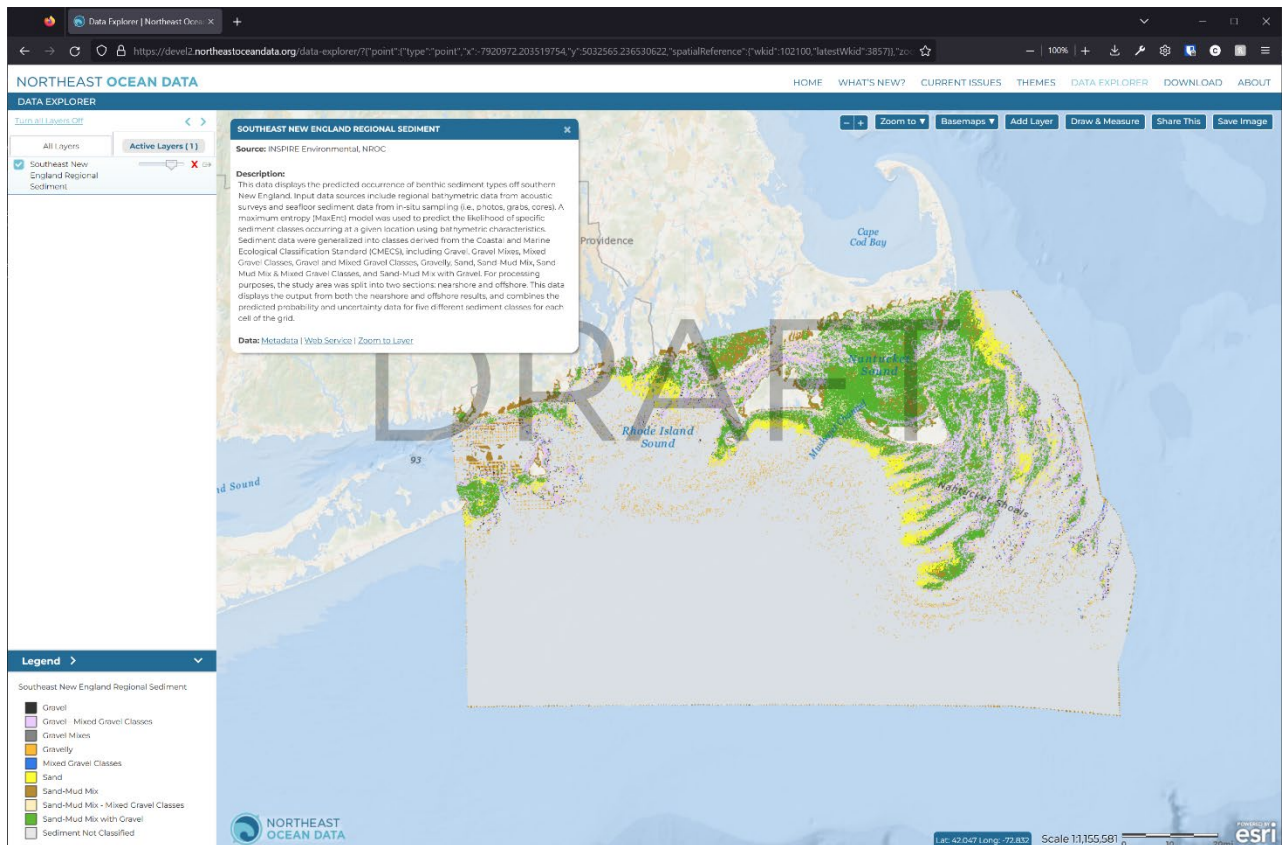 Data Explorer | Northeast Ocea
https://devel2.northeastoceandata.org/data-explorer/?{"point":{"type":"point","x":-7920972.203519754,"y":5032565.236530622,"spatialReference":{"wkid":102100,"latestWkid":3857}},"zoo
100%
NORTHEAST OCEAN DATA
HOME WHAT'S NEW? CURRENT ISSUES THEMES DATA EXPLORER DOWNLOAD ABOUT
DATA EXPLORER
Turn all Layers Off
All Layers Active Layers (1)
Southeast New
England Regional
Sediment
X
SOUTHEAST NEW ENGLAND REGIONAL SEDIMENT
Source: INSPIRE Environmental, NROC
Description:
This data displays the predicted occurrence of benthic sediment types off southern
New England. Input data sources include regional bathymetric data from acoustic
surveys and seafloor sediment data from in-situ sampling (i.e., photos, grabs, cores). A
maximum entropy (MaxEnt) model was used to predict the likelihood of specific
sediment classes occurring at a given location using bathymetric characteristics.
Sediment data were generalized into classes derived from the Coastal and Marine
Ecological Classification Standard (CMECS), including Gravel, Gravel Mixes, Mixed
Gravel Classes, Gravel and Mixed Gravel Classes, Gravelly, Sand, Sand-Mud Mix, Sand
Mud Mix & Mixed Gravel Classes, and Sand-Mud Mix with Gravel. For processing
purposes, the study area was split into two sections: nearshore and offshore. This data
displays the output from both the nearshore and offshore results, and combines the
predicted probability and uncertainty data for five different sediment classes for each
cell of the grid.
Data: Metadata | Web Service | Zoom to Layer
- + Zoom to ▼ Basemaps ▼ Add Layer Draw & Measure Share This Save Image
Providence
Cape
Cod Bay
DRAFT
Nantucket
Sound
Rhode Island
Sound
Muskeget Channel
93
nd Sound
Nantucket Shoals
Legend
Southeast New England Regional Sediment
Gravel
Gravel - Mixed Gravel Classes
Gravel Mixes
Gravelly
Mixed Gravel Classes
Sand
Sand-Mud Mix
Sand-Mud Mix - Mixed Gravel Classes
Sand-Mud Mix with Gravel
Sediment Not Classified
NORTHEAST
OCEAN DATA
Lat: 42.047 Long: -72.832
Scale 1:1,155,581
0 10 20mi
POWERED BY
esri